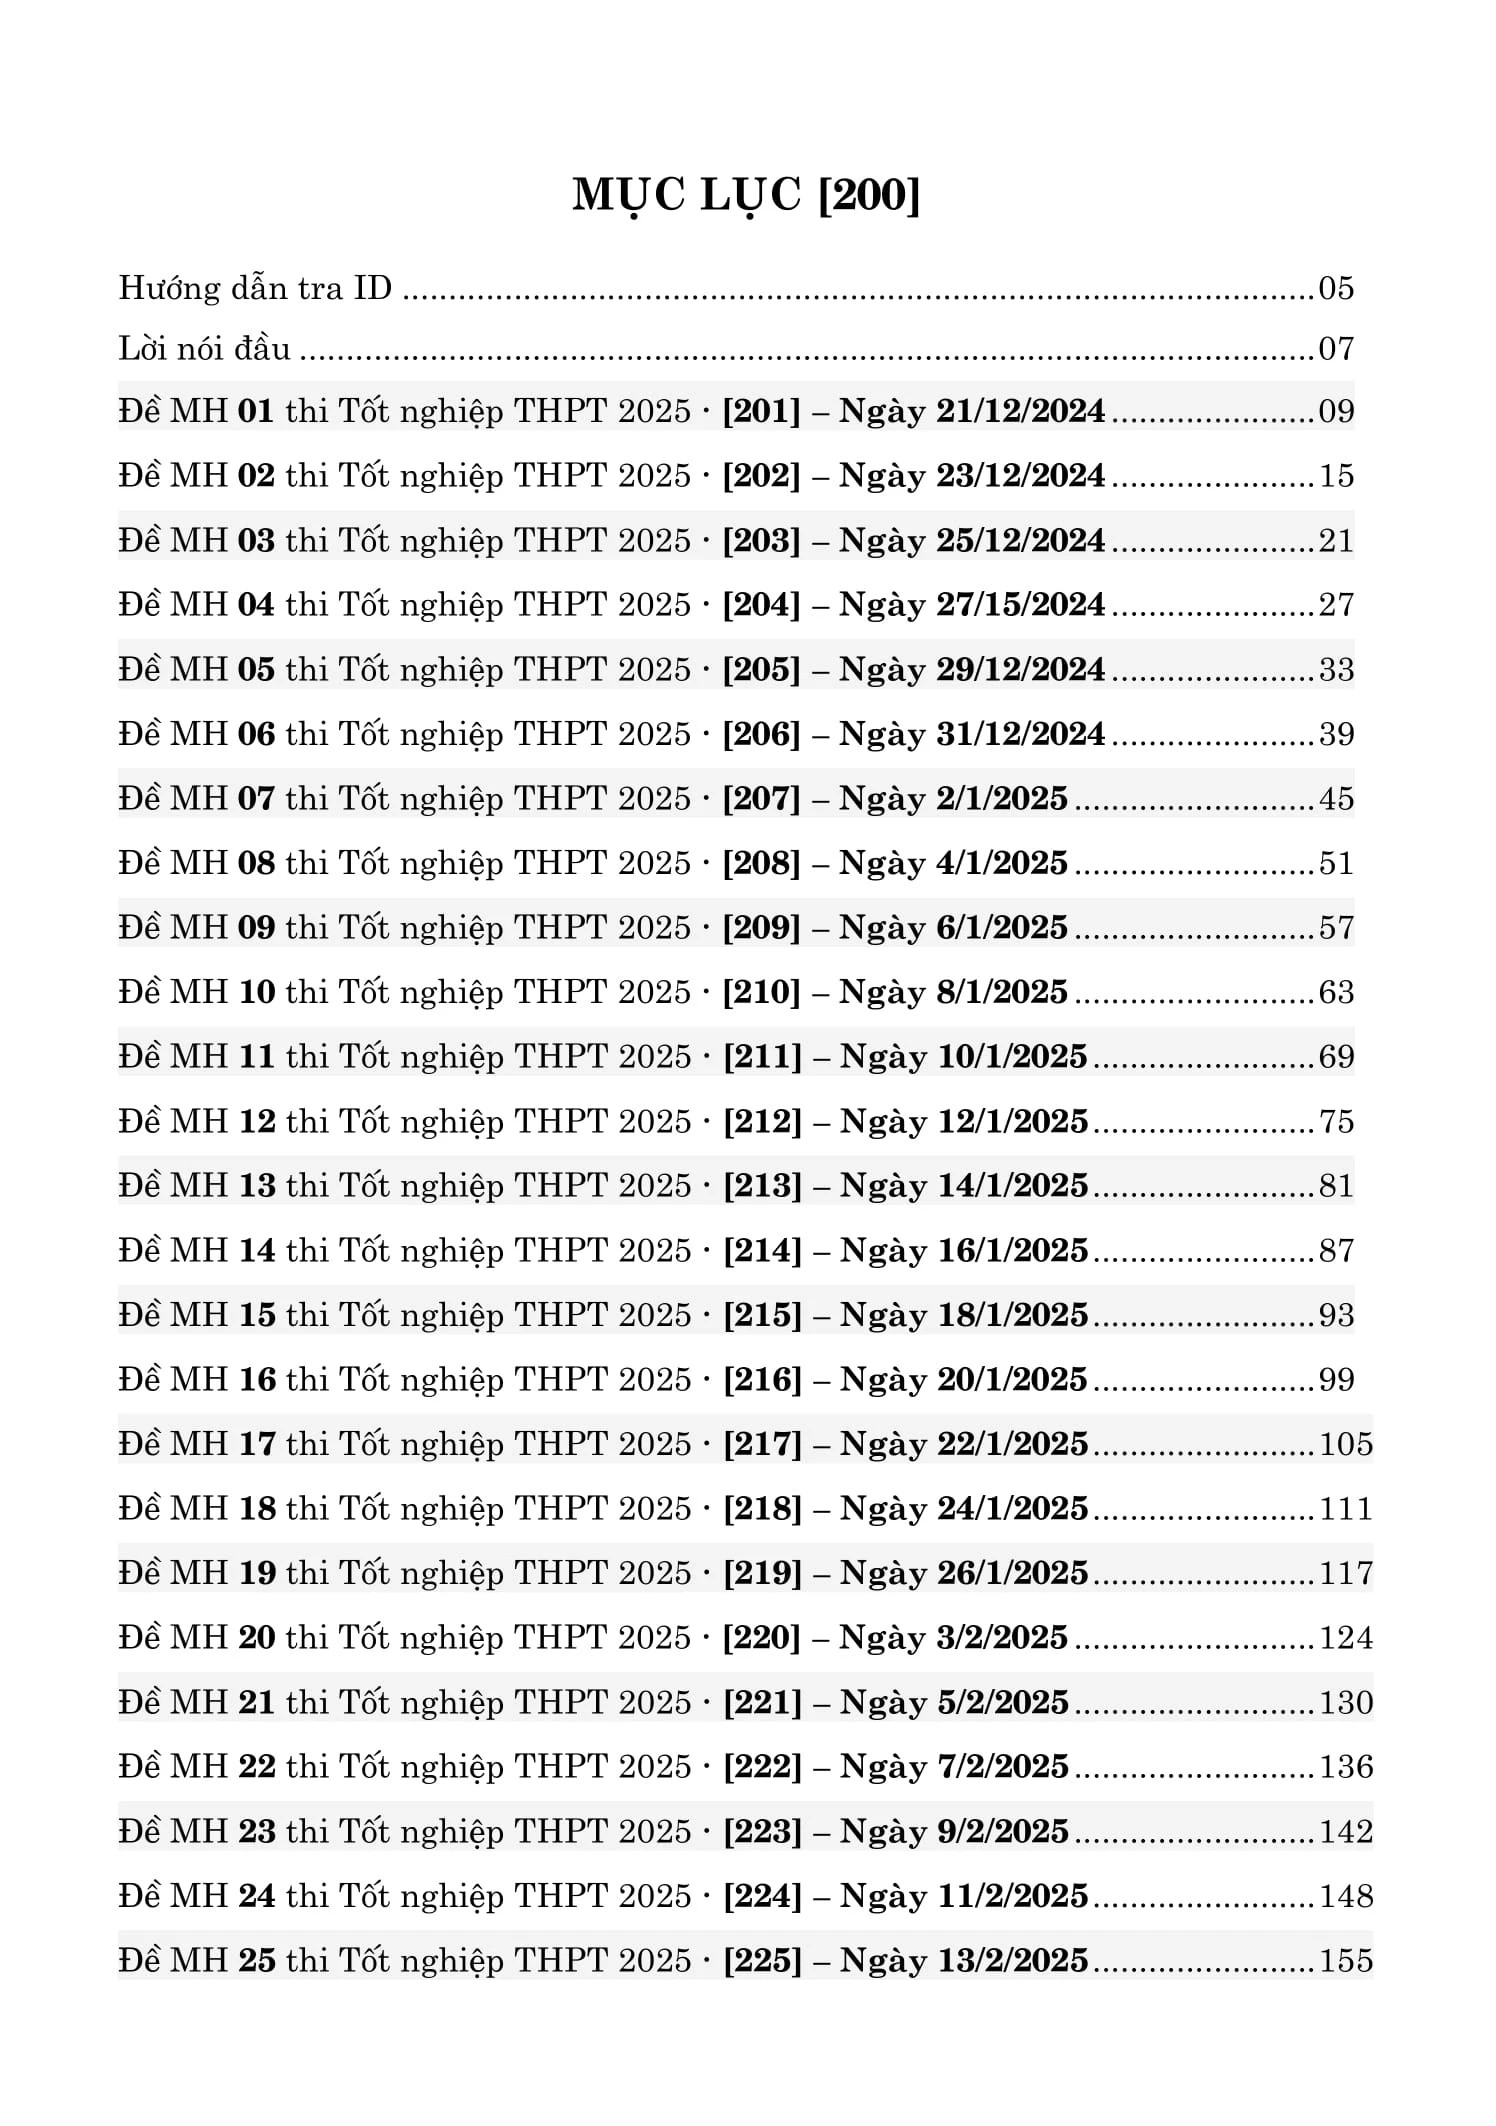 MỤC LỤC [200]
Hướng dẫn tra ID ........................ 05
Lời nói đầu ........................ 07
Đề MH 01 thi Tốt nghiệp THPT 2025 · [201] – Ngày 21/12/2024 ...................... 09
Đề MH 02 thi Tốt nghiệp THPT 2025 · [202] – Ngày 23/12/2024 ...................... 15
Đề MH 03 thi Tốt nghiệp THPT 2025 · [203] – Ngày 25/12/2024 ...................... 21
Đề MH 04 thi Tốt nghiệp THPT 2025 · [204] – Ngày 27/15/2024 ...................... 27
Đề MH 05 thi Tốt nghiệp THPT 2025 · [205] – Ngày 29/12/2024 ...................... 33
Đề MH 06 thi Tốt nghiệp THPT 2025 · [206] – Ngày 31/12/2024 ...................... 39
Đề MH 07 thi Tốt nghiệp THPT 2025 · [207] – Ngày 2/1/2025 .......................... 45
Đề MH 08 thi Tốt nghiệp THPT 2025 · [208] – Ngày 4/1/2025 .......................... 51
Đề MH 09 thi Tốt nghiệp THPT 2025 · [209] – Ngày 6/1/2025 .......................... 57
Đề MH 10 thi Tốt nghiệp THPT 2025 · [210] – Ngày 8/1/2025 .......................... 63
Đề MH 11 thi Tốt nghiệp THPT 2025 · [211] – Ngày 10/1/2025 ........................ 69
Đề MH 12 thi Tốt nghiệp THPT 2025 · [212] – Ngày 12/1/2025 ........................ 75
Đề MH 13 thi Tốt nghiệp THPT 2025 · [213] – Ngày 14/1/2025 ........................ 81
Đề MH 14 thi Tốt nghiệp THPT 2025 · [214] – Ngày 16/1/2025 ........................ 87
Đề MH 15 thi Tốt nghiệp THPT 2025 · [215] – Ngày 18/1/2025 ........................ 93
Đề MH 16 thi Tốt nghiệp THPT 2025 · [216] – Ngày 20/1/2025 ........................ 99
Đề MH 17 thi Tốt nghiệp THPT 2025 · [217] – Ngày 22/1/2025 ........................ 105
Đề MH 18 thi Tốt nghiệp THPT 2025 · [218] – Ngày 24/1/2025 ........................ 111
Đề MH 19 thi Tốt nghiệp THPT 2025 · [219] – Ngày 26/1/2025 ........................ 117
Đề MH 20 thi Tốt nghiệp THPT 2025 · [220] – Ngày 3/2/2025 .......................... 124
Đề MH 21 thi Tốt nghiệp THPT 2025 · [221] – Ngày 5/2/2025 .......................... 130
Đề MH 22 thi Tốt nghiệp THPT 2025 · [222] – Ngày 7/2/2025 .......................... 136
Đề MH 23 thi Tốt nghiệp THPT 2025 · [223] – Ngày 9/2/2025 .......................... 142
Đề MH 24 thi Tốt nghiệp THPT 2025 · [224] – Ngày 11/2/2025 ........................ 148
Đề MH 25 thi Tốt nghiệp THPT 2025 · [225] – Ngày 13/2/2025 ........................ 155